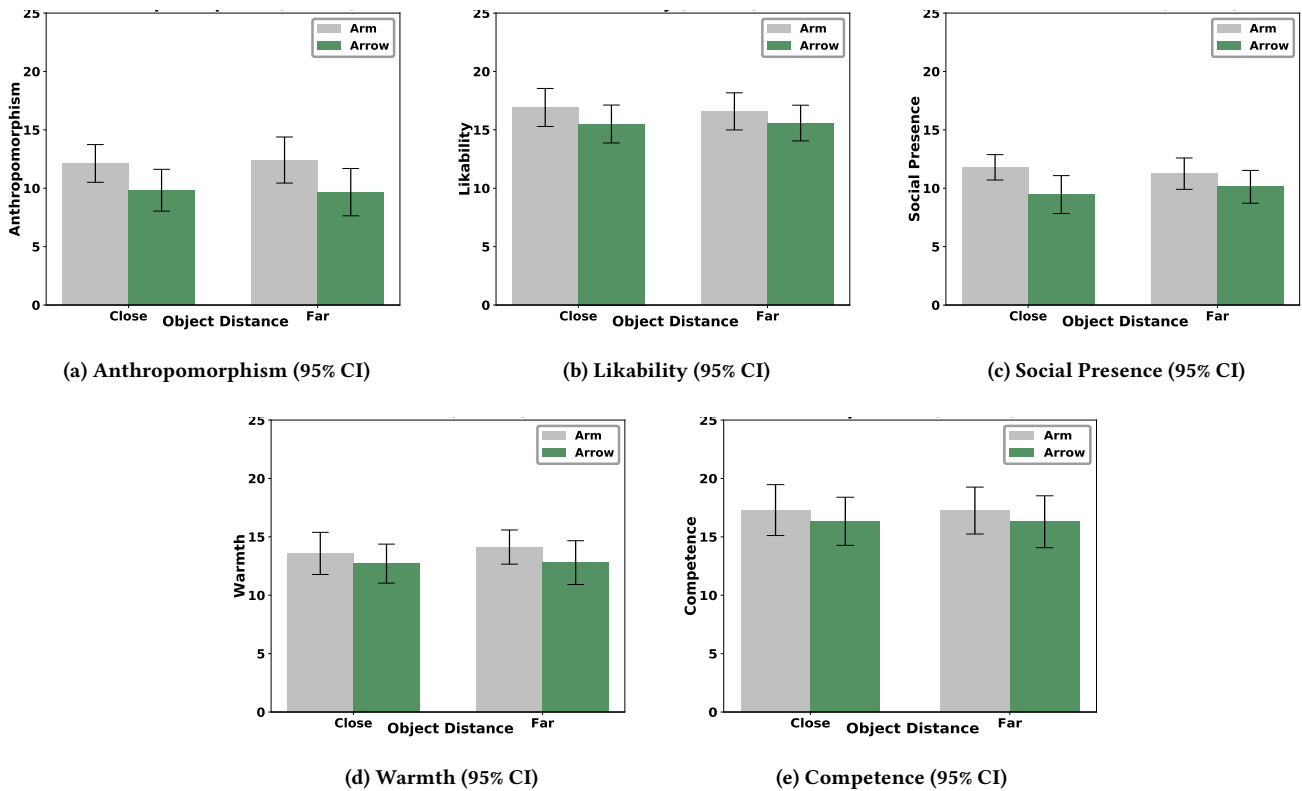 25
20
15
10
5
0
Anthropomorphism
Arm
Arrow
Close
Object Distance
Far
(a) Anthropomorphism (95% CI)
25
20
15
10
5
0
Likability
Arm
Arrow
Close
Object Distance
Far
(b) Likability (95% CI)
25
20
15
10
5
0
Social Presence
Arm
Arrow
Close
Object Distance
Far
(c) Social Presence (95% CI)
25
20
15
10
5
0
Warmth
Arm
Arrow
Close
Object Distance
Far
(d) Warmth (95% CI)
25
20
15
10
5
0
Competence
Arm
Arrow
Close
Object Distance
Far
(e) Competence (95% CI)